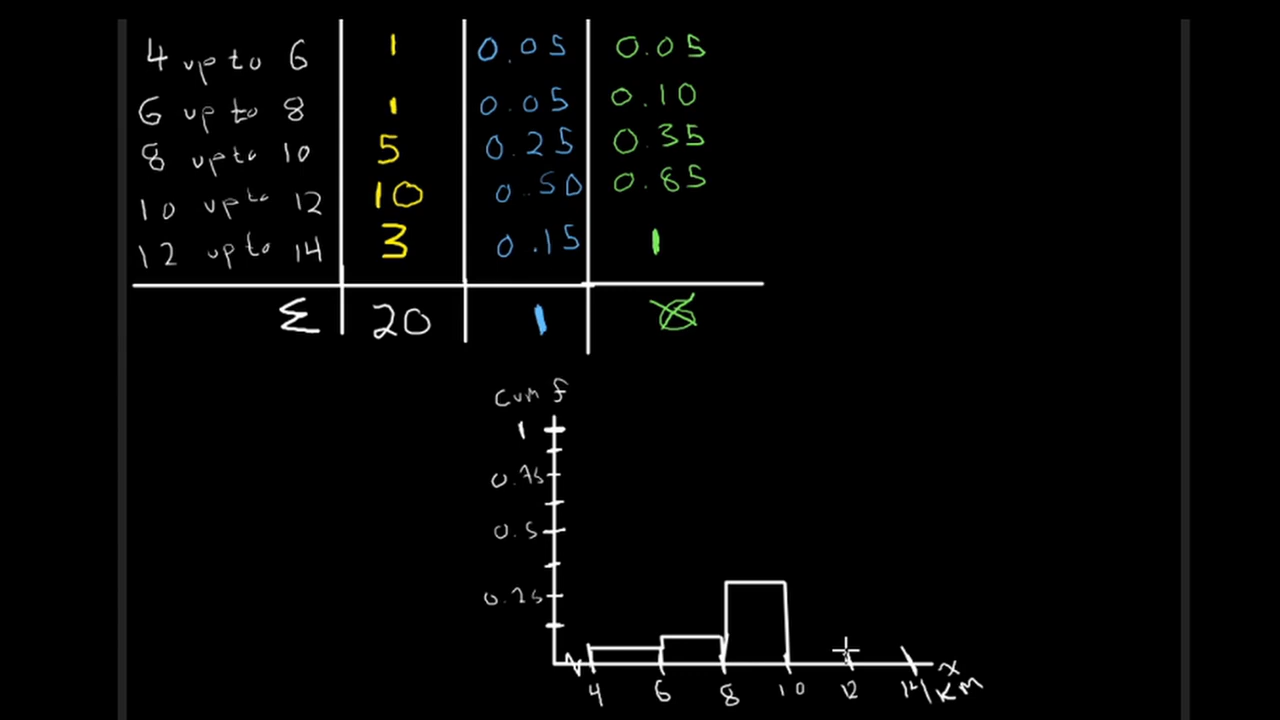 4 up to 6 1 0.05 0.05
6 up to 8 1 0.05 0.10
8 up to 10 5 0.25 0.35
10 up to 12 10 0.50 0.85
12 up to 14 3 0.15 1
Σ 20 1
Cum f
1
0.75
0.5
0.25
4 6 8 10 12 14 x
KM